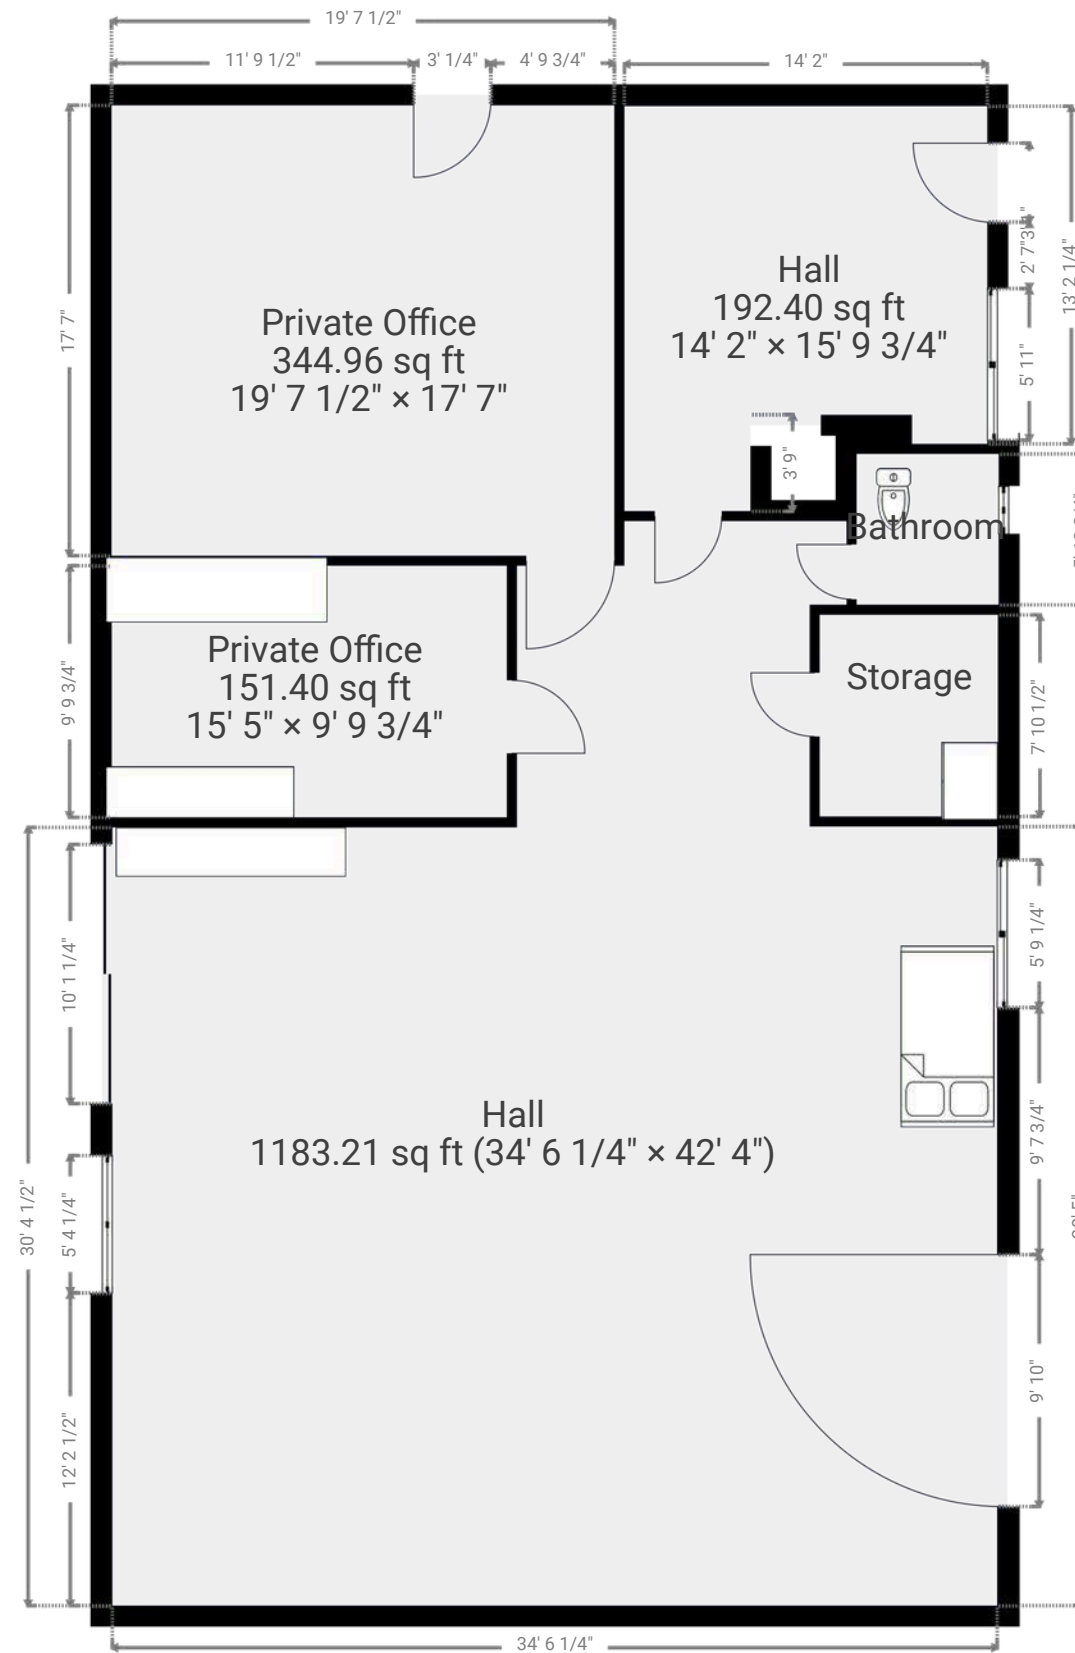 19' 7 1/2"
11' 9 1/2"
3' 1/4"
4' 9 3/4"
14' 2"
17' 7"
Private Office
344.96 sq ft
19' 7 1/2" × 17' 7"
Hall
192.40 sq ft
14' 2" × 15' 9 3/4"
2' 7"
13' 2 1/4"
5' 11"
3' 9"
Bathroom
Private Office
151.40 sq ft
15' 5" × 9' 9 3/4"
9' 9 3/4"
Storage
7' 10 1/2"
10' 1 1/4"
5' 9 1/4"
Hall
1183.21 sq ft (34' 6 1/4" × 42' 4")
9' 7 3/4"
30' 4 1/2"
5' 4 1/4"
9' 10"
12' 2 1/2"
34' 6 1/4"